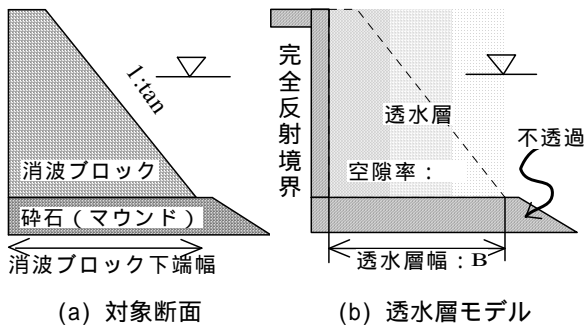 1:tan
消波ブロック
砕石（マウンド）
消波ブロック下端幅
(a) 対象断面
完全反射境界
透水層
空隙率：
不透過
透水層幅：B
(b) 透水層モデル